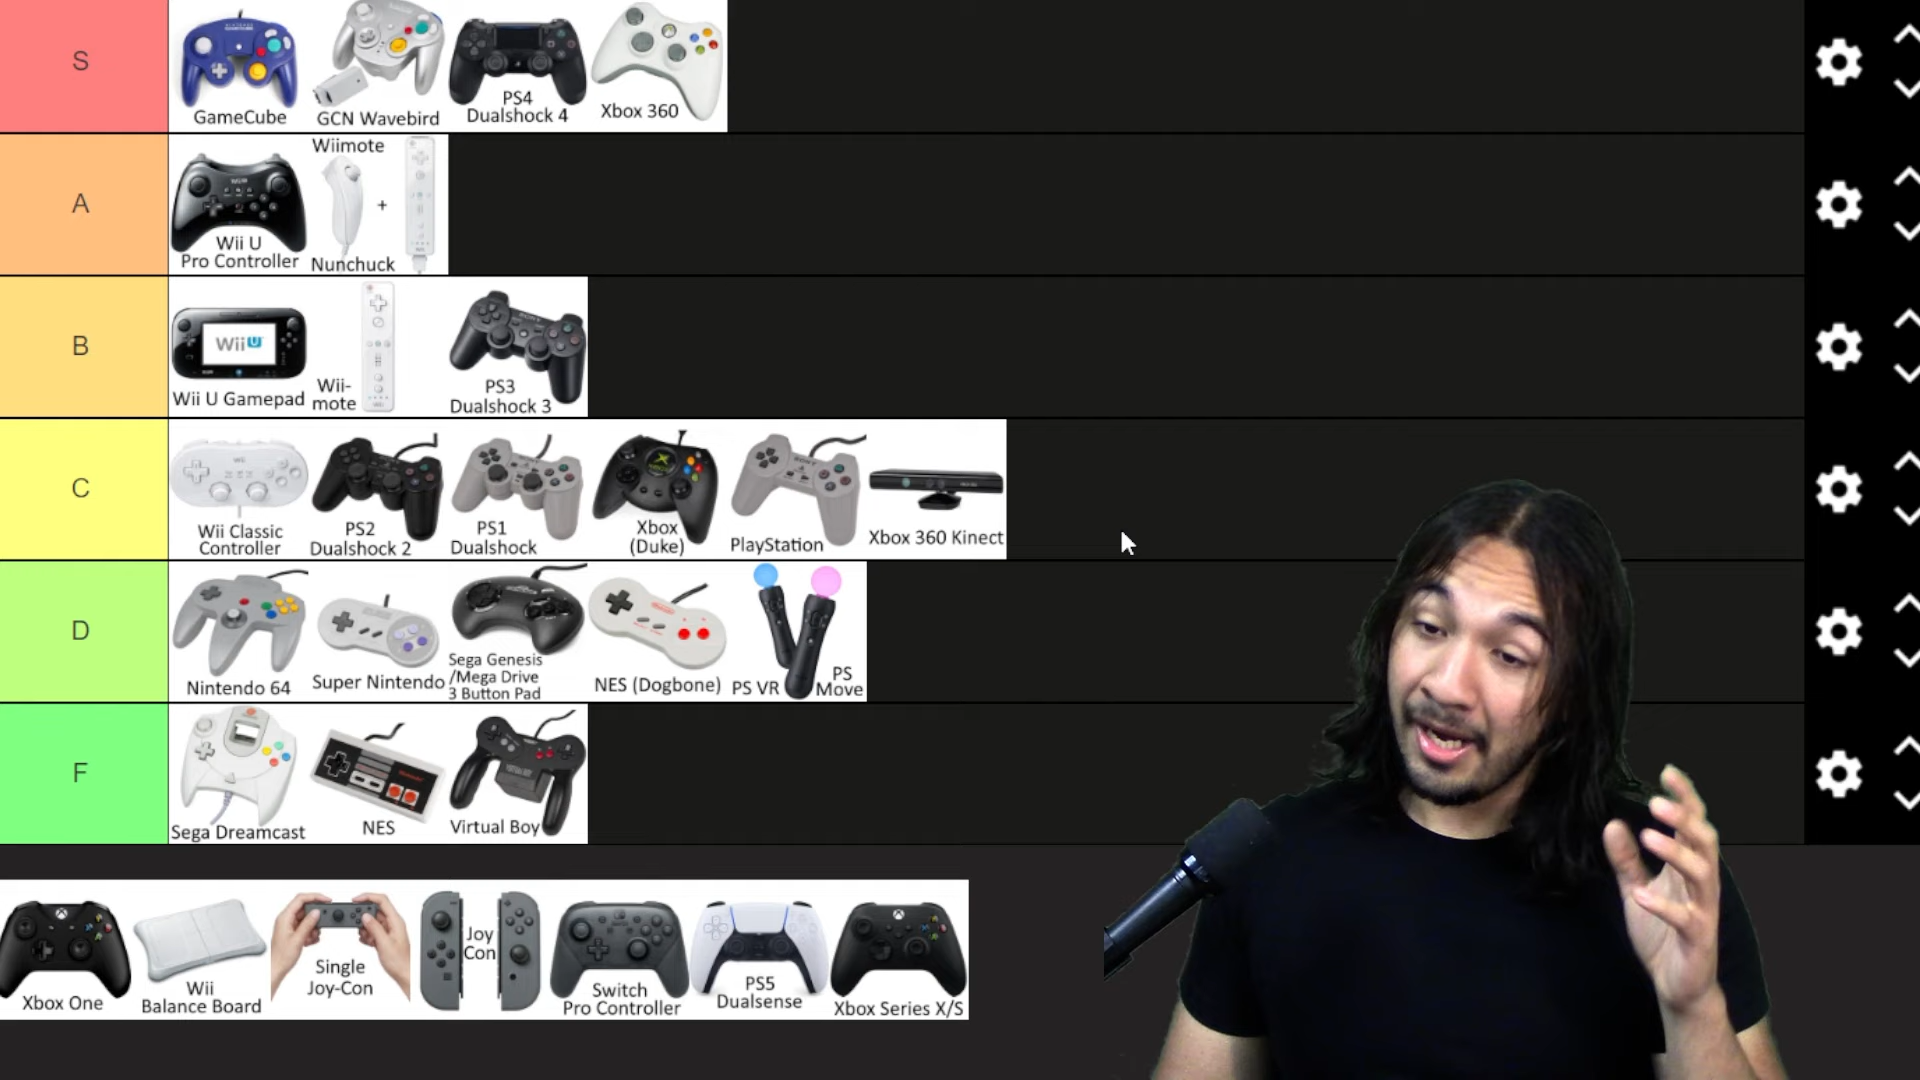 S
GameCube
GCN Wavebird
PS4
Dualshock 4
Xbox 360
A
Wii U
Pro Controller
Wiimote
+
Nunchuck
B
Wii U
Wii U Gamepad
Wii-
mote
PS3
Dualshock 3
C
Wii Classic
Controller
PS2
Dualshock 2
PS1
Dualshock
Xbox
(Duke)
SONY
PlayStation
Xbox 360 Kinect
D
Nintendo 64
Super Nintendo
Sega Genesis
/Mega Drive
3 Button Pad
NES (Dogbone)
PS VR
PS
Move
F
Sega Dreamcast
NES
Virtual Boy
Xbox One
Wii
Balance Board
Single
Joy-Con
Joy
Con
Switch
Pro Controller
PS5
Dualsense
Xbox Series X/S